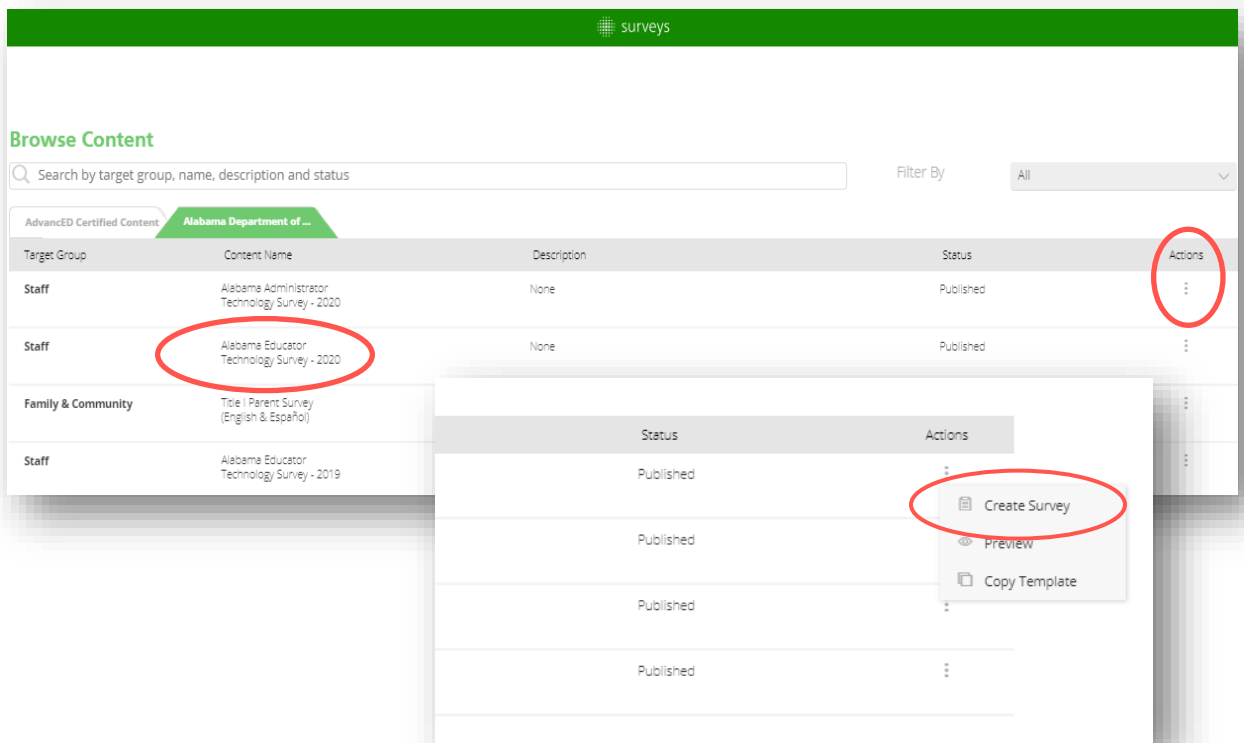 surveys
Browse Content
Search by target group, name, description and status
Filter By
All
AdvancED Certified Content
Alabama Department of ...
Target Group Content Name Description Status Actions
Staff Alabama Administrator None Published
Technology Survey - 2020
Staff Alabama Educator None Published
Technology Survey - 2020
Family & Community Title I Parent Survey
(English & Español)
Staff Alabama Educator
Technology Survey - 2019
Status Actions
Published
Create Survey
Published
Preview
Copy Template
Published
Published